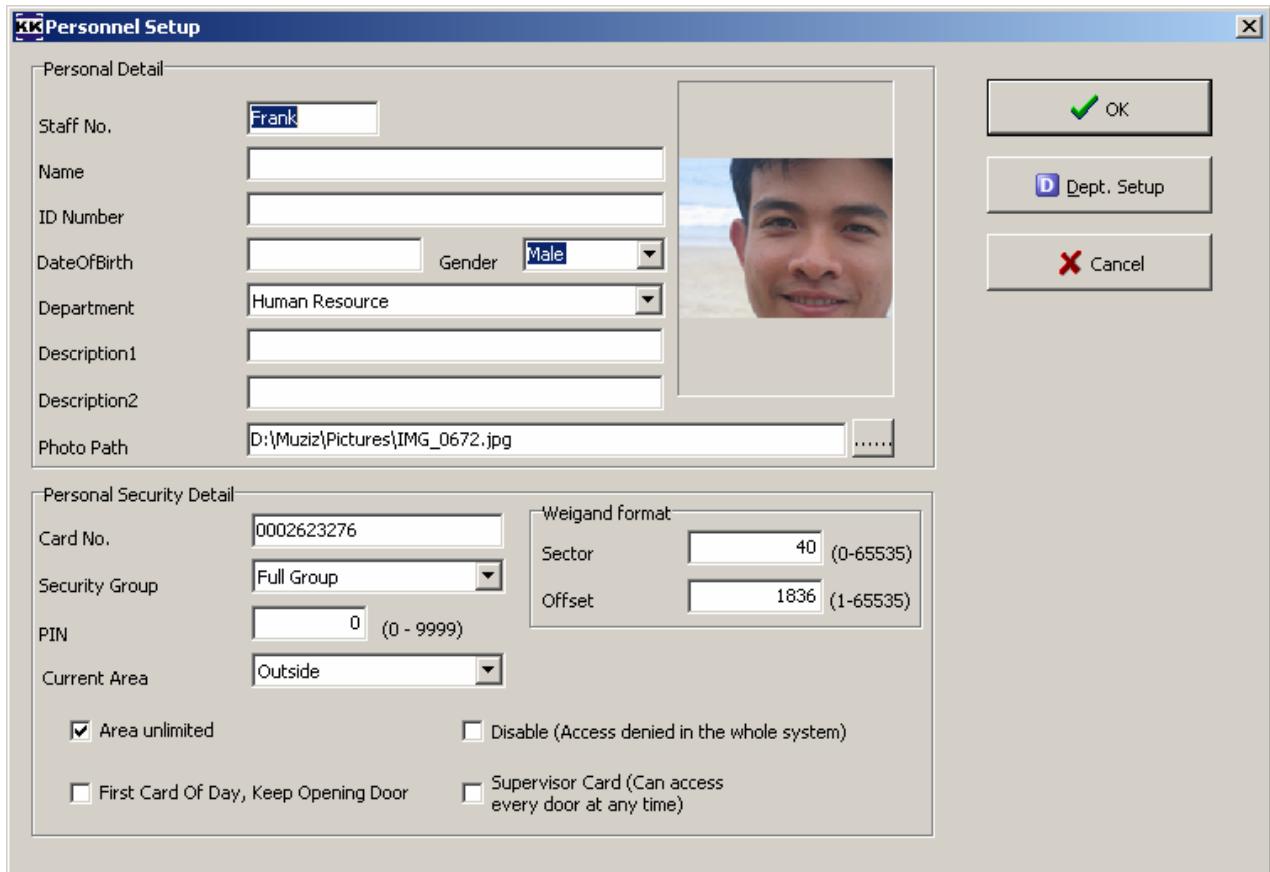 KK Personnel Setup
Personal Detail
Staff No. Frank
Name
ID Number
DateOfBirth Gender Male
Department Human Resource
Description1
Description2
Photo Path D:\Muziz\Pictures\IMG_0672.jpg ......
OK
D Dept. Setup
Cancel
Personal Security Detail
Card No. 0002623276
Security Group Full Group
PIN 0 (0 - 9999)
Current Area Outside
Weigand format
Sector 40 (0-65535)
Offset 1836 (1-65535)
Area unlimited
Disable (Access denied in the whole system)
First Card Of Day, Keep Opening Door
Supervisor Card (Can access
every door at any time)